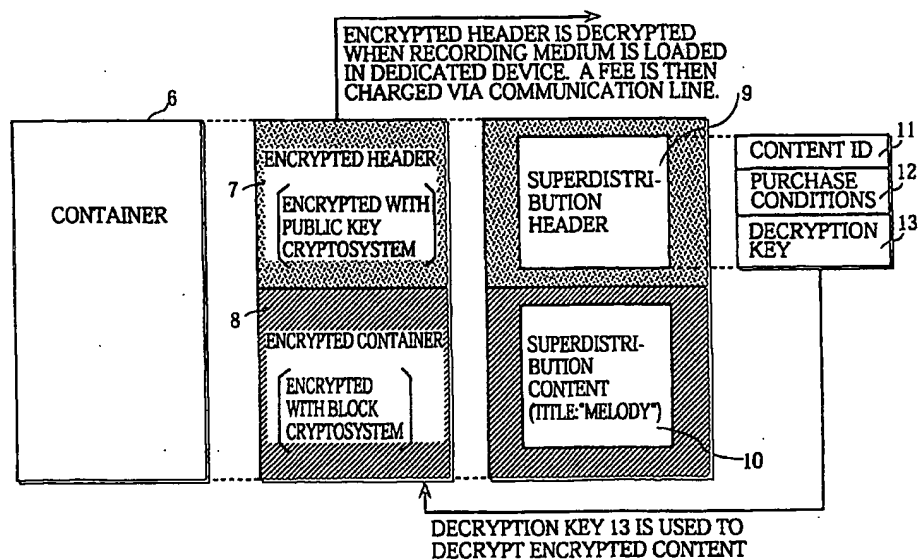 ENCRYPTED HEADER IS DECRYPTED
WHEN RECORDING MEDIUM IS LOADED
IN DEDICATED DEVICE. A FEE IS THEN
CHARGED VIA COMMUNICATION LINE.
6
9
11
12
13
CONTAINER
7
ENCRYPTED HEADER
ENCRYPTED WITH
PUBLIC KEY
CRYPTOSYSTEM
SUPERDISTRI-
BUTION
HEADER
CONTENT ID
PURCHASE
CONDITIONS
DECRYPTION
KEY
8
ENCRYPTED CONTAINER
ENCRYPTED
WITH BLOCK
CRYPTOSYSTEM
SUPERDISTRI-
BUTION
CONTENT
(TITLE:"MELODY")
10
DECRYPTION KEY 13 IS USED TO
DECRYPT ENCRYPTED CONTENT